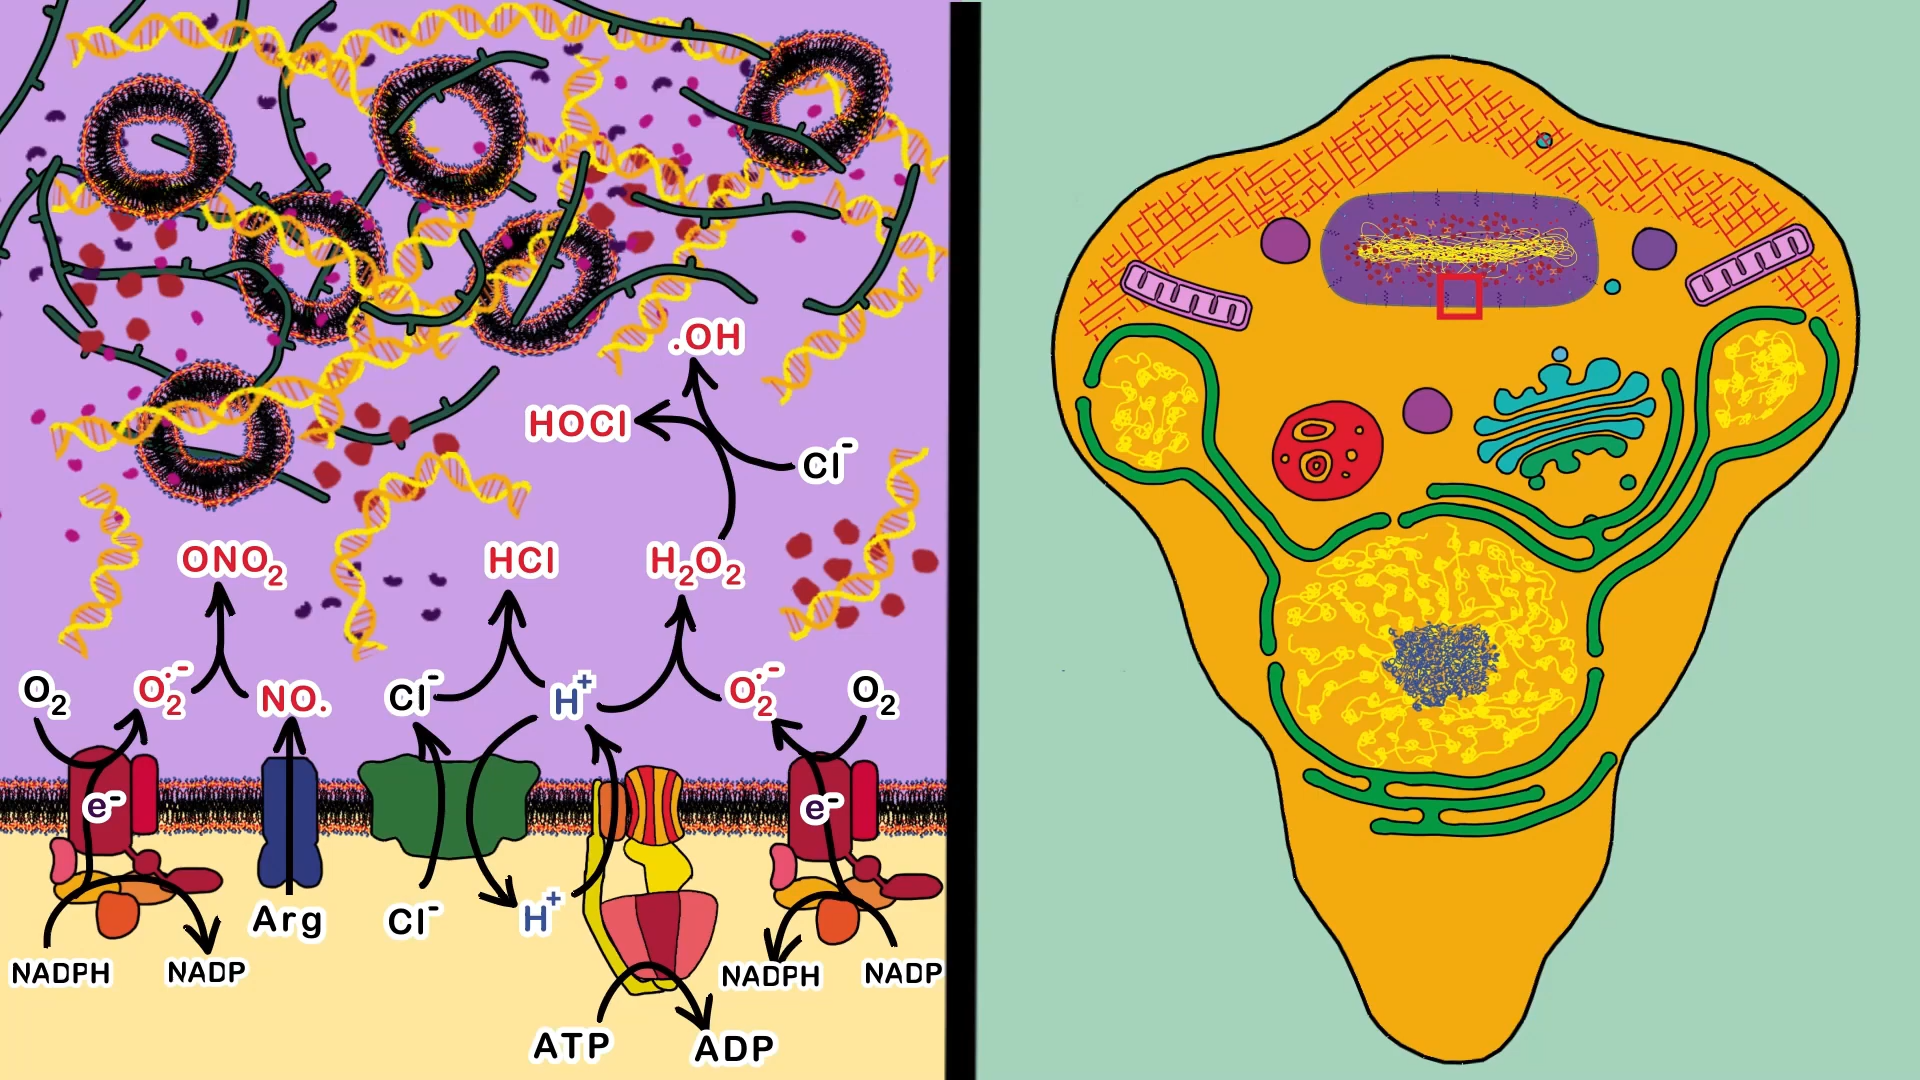 .OH
HOCl
Cl⁻
ONO₂
HCl
H₂O₂
O₂
O₂·⁻
NO.
Cl⁻
H⁺
O₂·⁻
O₂
e⁻
e⁻
Arg
Cl⁻
H⁺
NADPH
NADP
NADPH
NADP
ATP
ADP